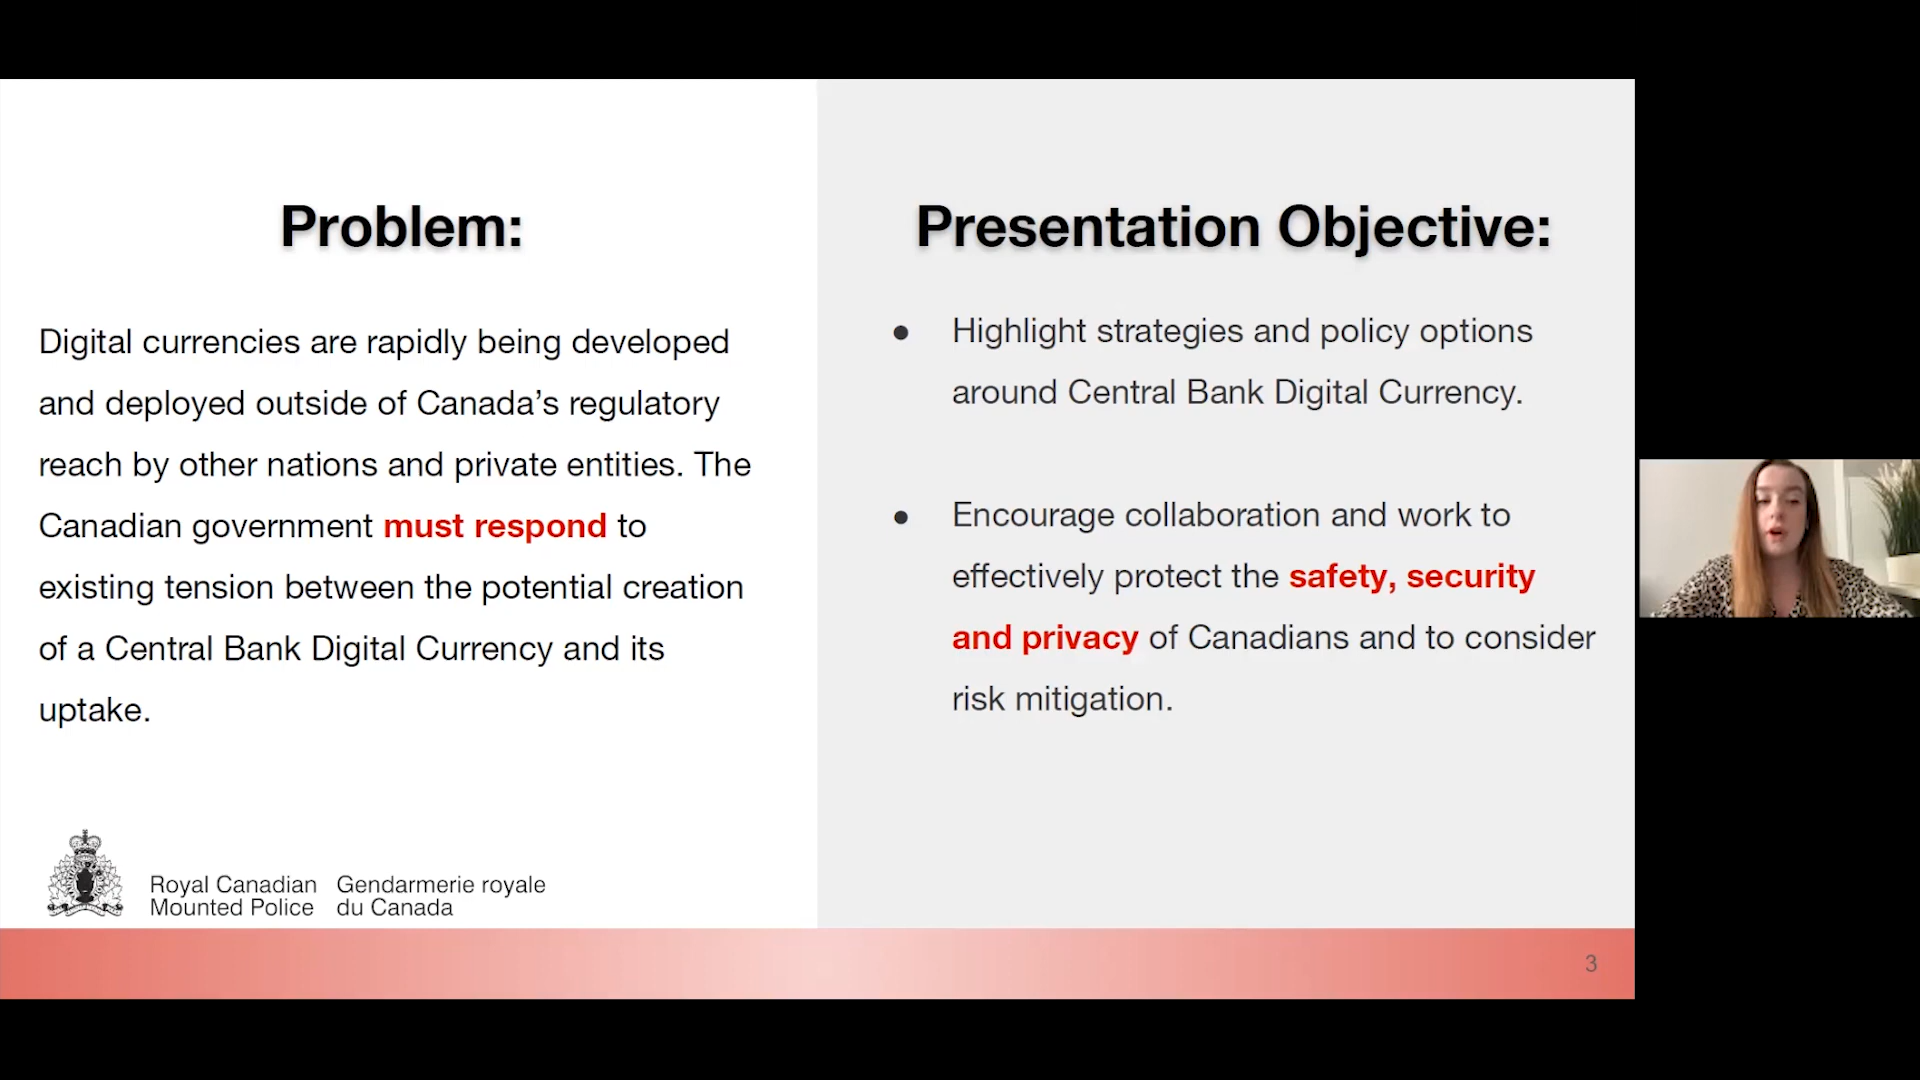 Problem:
Digital currencies are rapidly being developed
and deployed outside of Canada’s regulatory
reach by other nations and private entities. The
Canadian government must respond to
existing tension between the potential creation
of a Central Bank Digital Currency and its
uptake.
Royal Canadian Gendarmerie royale
Mounted Police du Canada
Presentation Objective:
● Highlight strategies and policy options
around Central Bank Digital Currency.
● Encourage collaboration and work to
effectively protect the safety, security
and privacy of Canadians and to consider
risk mitigation.
3